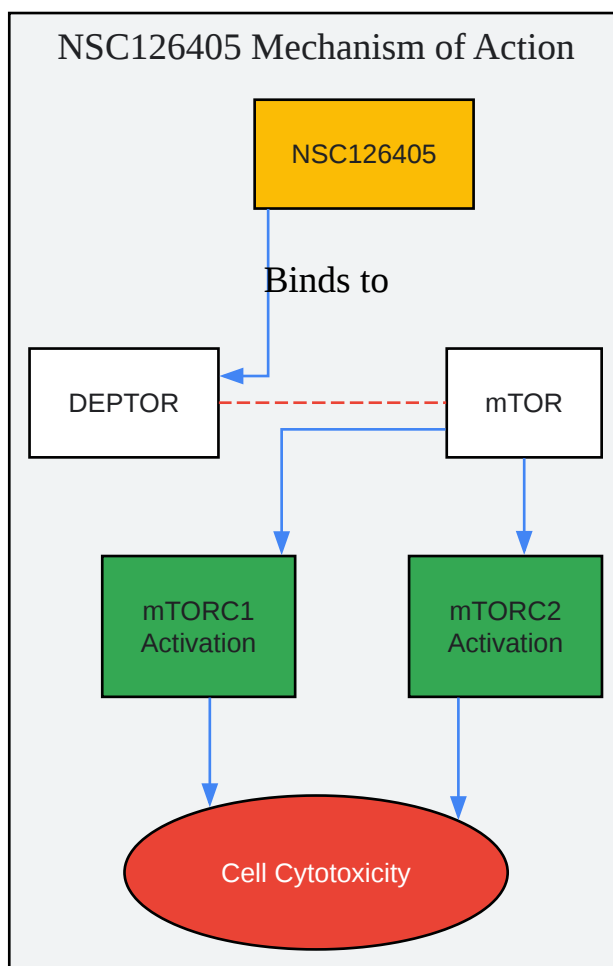 NSC126405 Mechanism of Action
NSC126405
Binds to
DEPTOR
mTOR
mTORC1
Activation
mTORC2
Activation
Cell Cytotoxicity